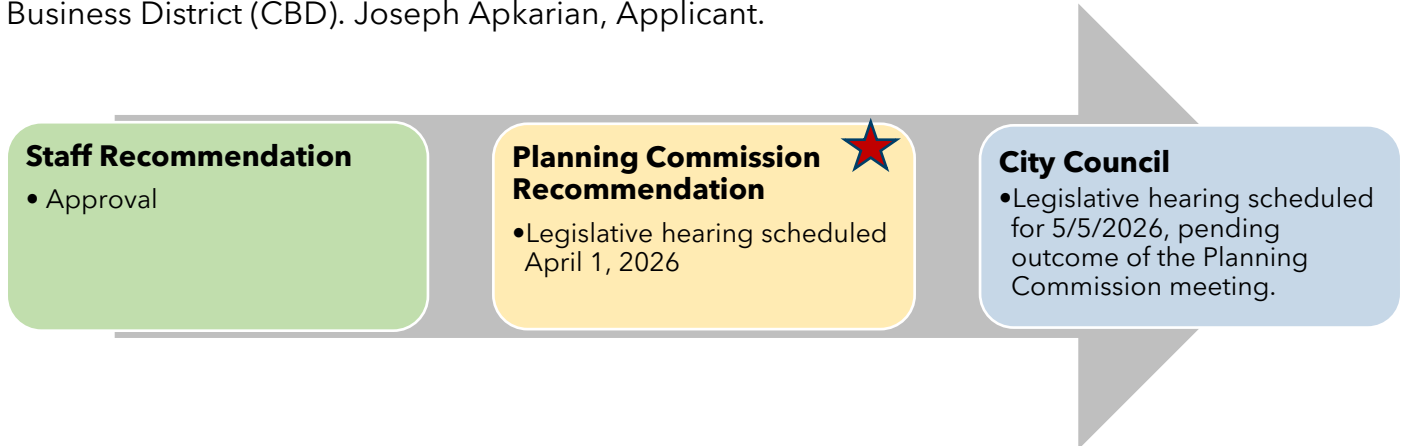 Business District (CBD). Joseph Apkarian, Applicant.
Staff Recommendation
• Approval
Planning Commission
Recommendation
•Legislative hearing scheduled
April 1, 2026
City Council
•Legislative hearing scheduled
for 5/5/2026, pending
outcome of the Planning
Commission meeting.